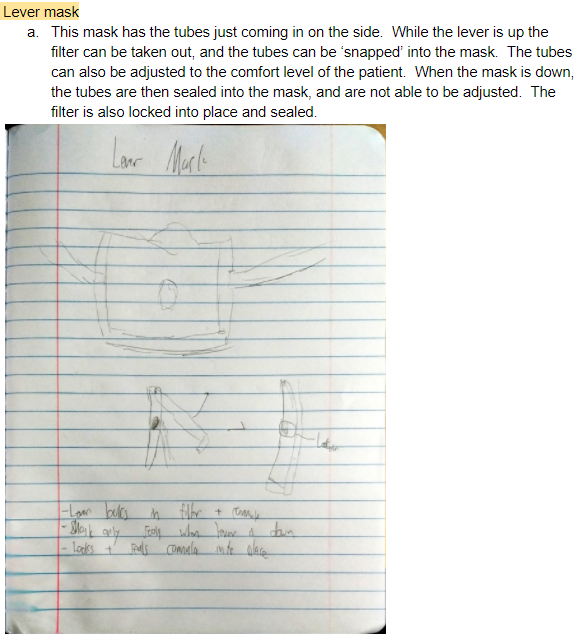 Lever mask
a. This mask has the tubes just coming in on the side.  While the lever is up the
filter can be taken out, and the tubes can be ‘snapped’ into the mask.  The tubes
can also be adjusted to the comfort level of the patient.  When the mask is down,
the tubes are then sealed into the mask, and are not able to be adjusted.  The
filter is also locked into place and sealed.
Lever Mask
- Lever locks in filter +
- Mask only seals when lever is down
- Locks + seals cannula into place